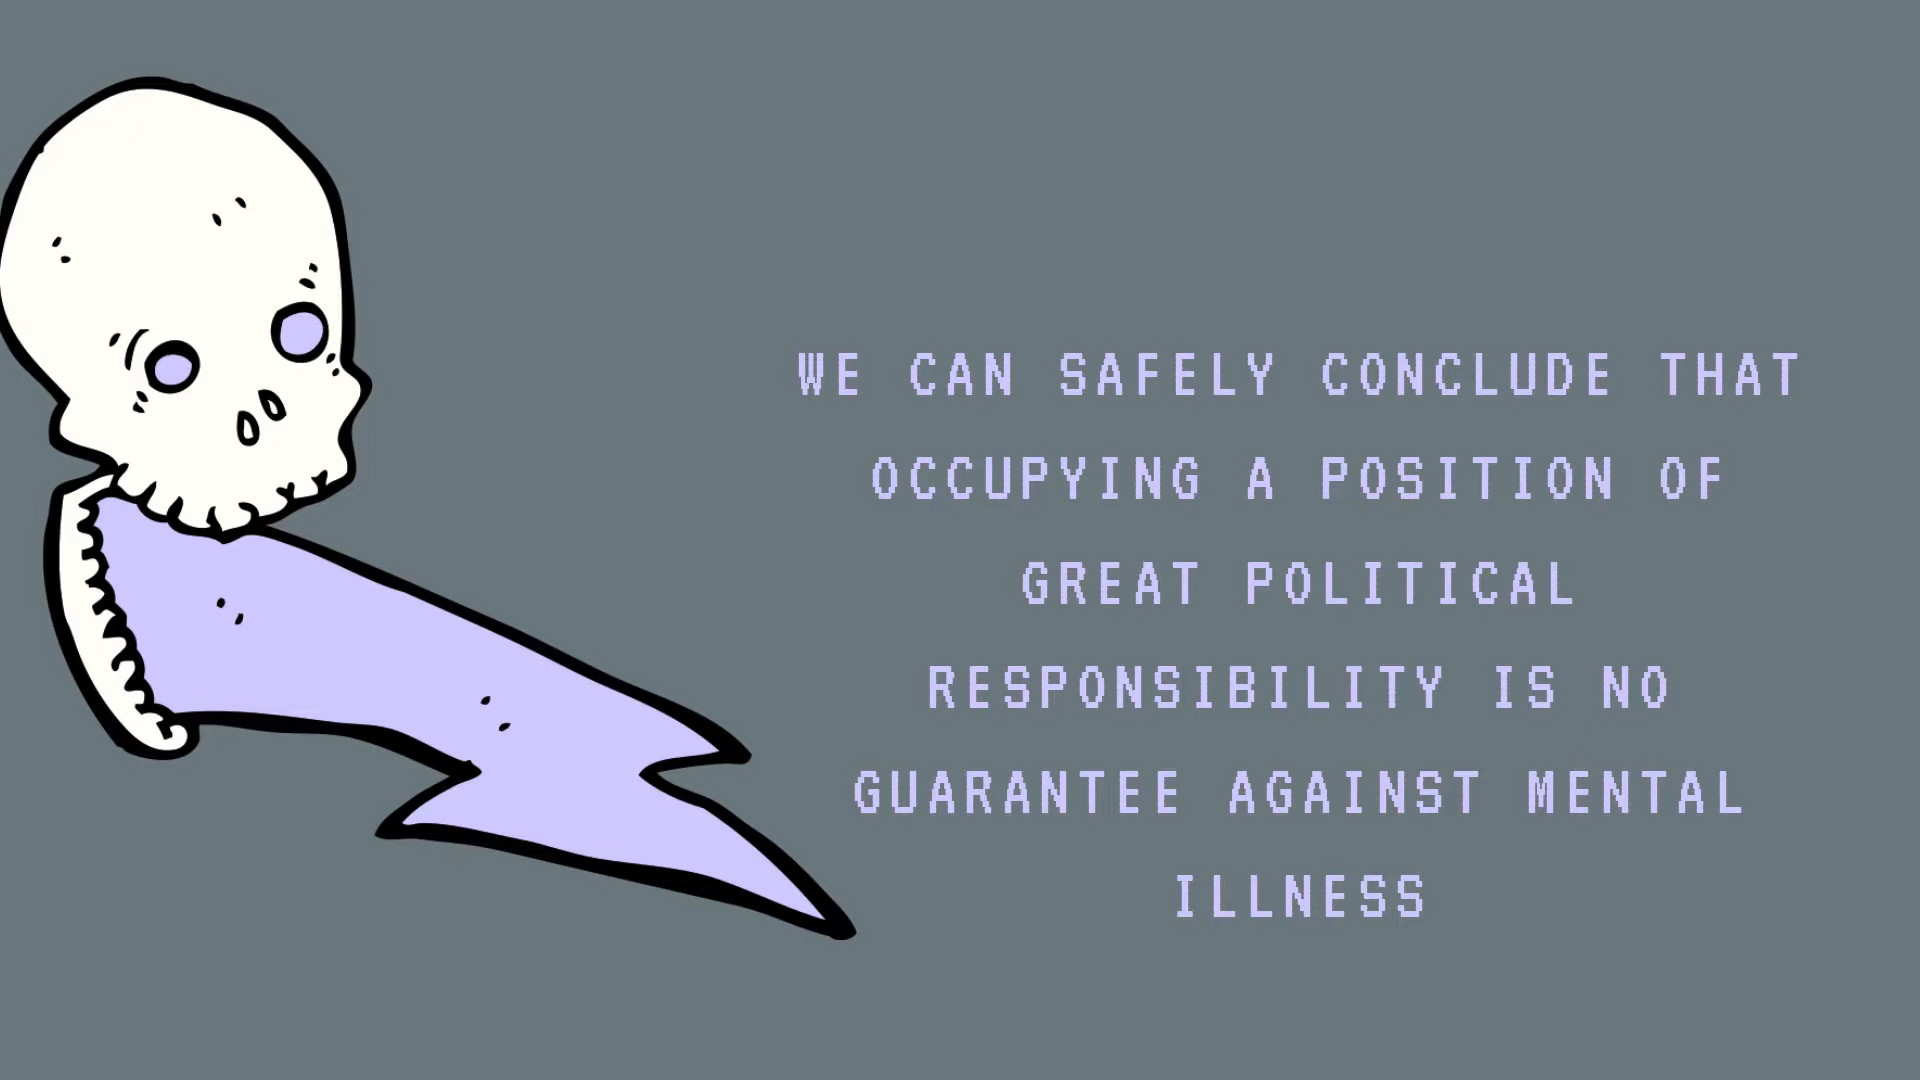 WE CAN SAFELY CONCLUDE THAT
OCCUPYING A POSITION OF
GREAT POLITICAL
RESPONSIBILITY IS NO
GUARANTEE AGAINST MENTAL
ILLNESS